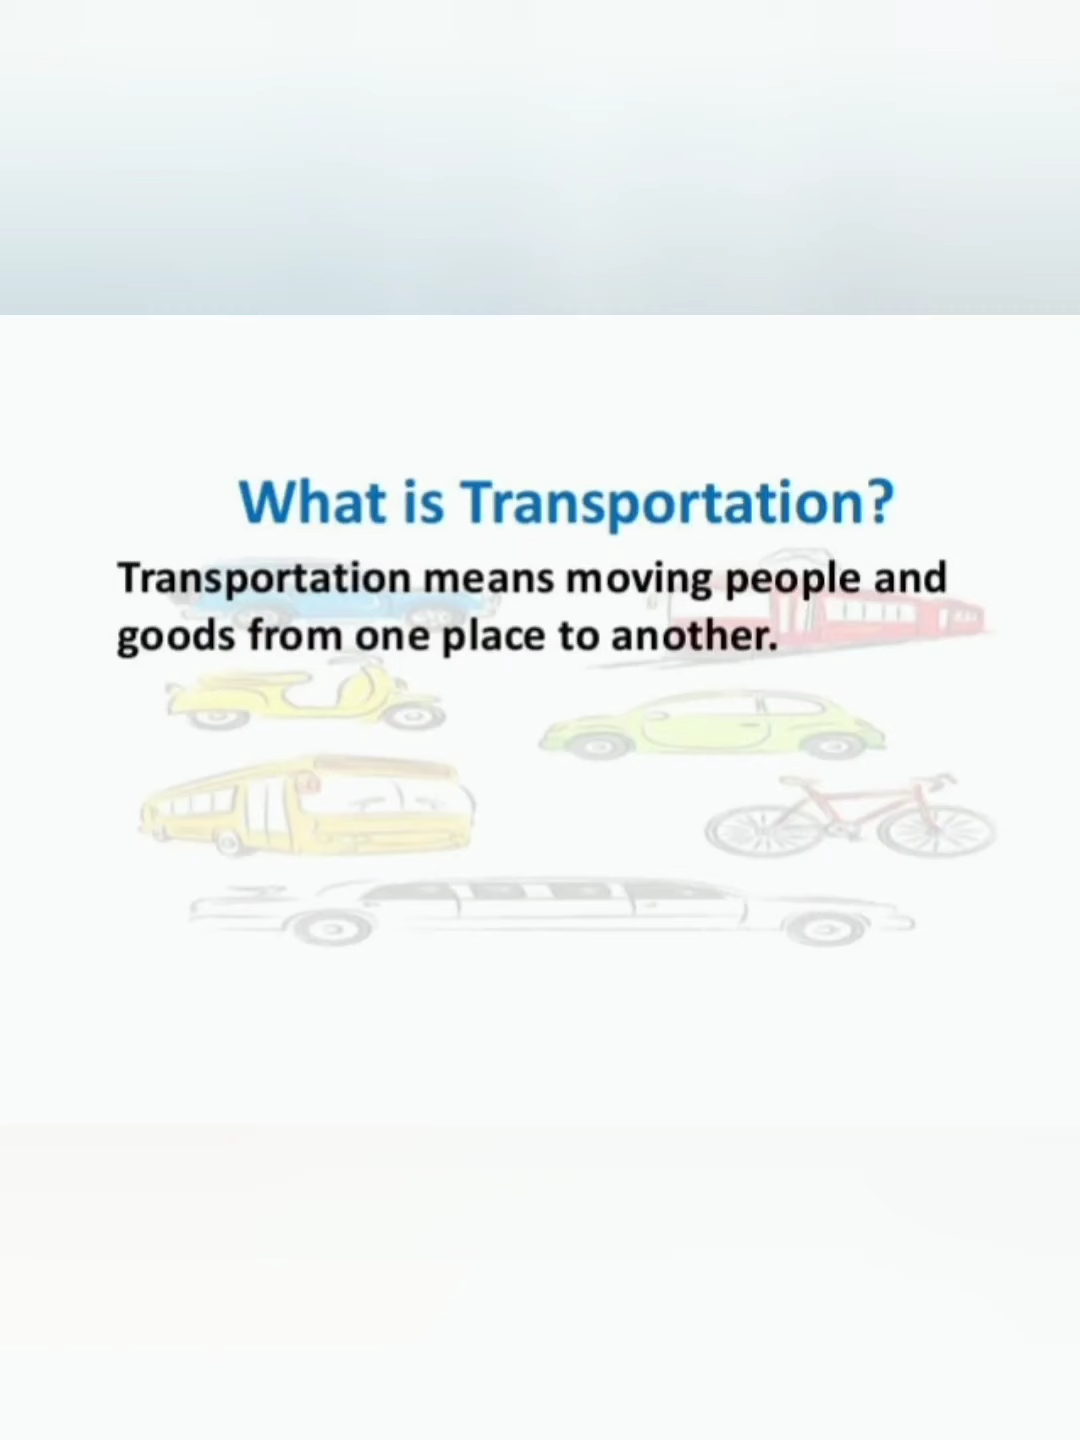 What is Transportation?
Transportation means moving people and
goods from one place to another.